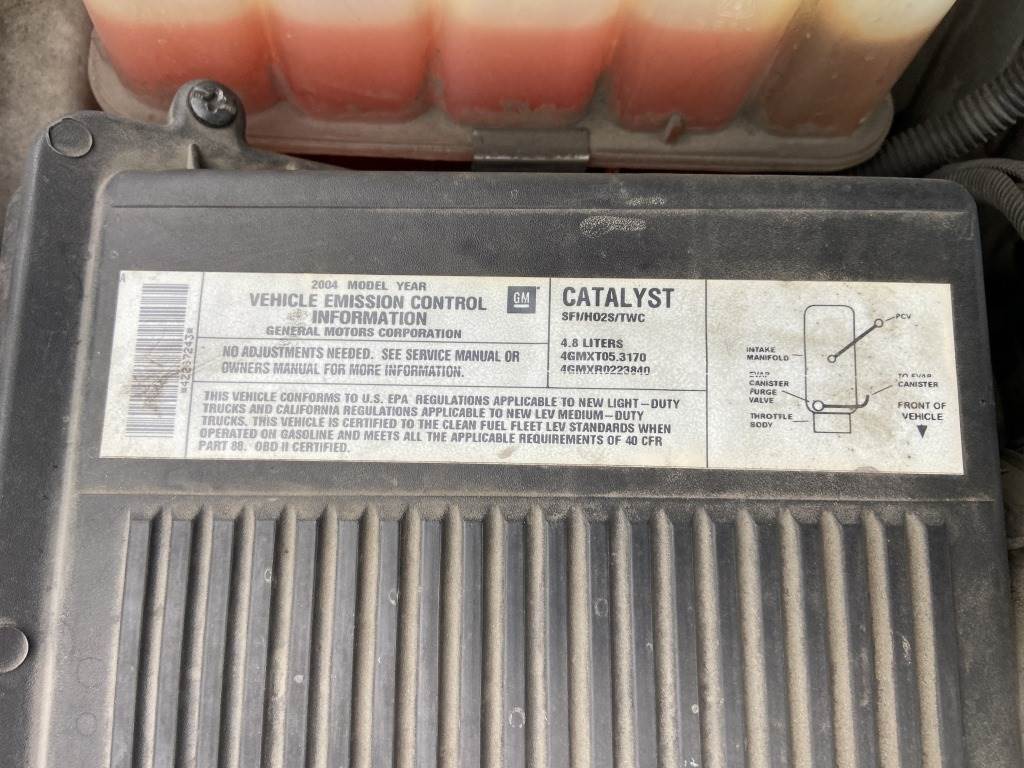 A
*42287243*
2004 MODEL YEAR
VEHICLE EMISSION CONTROL
INFORMATION
GENERAL MOTORS CORPORATION
GM
NO ADJUSTMENTS NEEDED. SEE SERVICE MANUAL OR
OWNERS MANUAL FOR MORE INFORMATION.
THIS VEHICLE CONFORMS TO U.S. EPA REGULATIONS APPLICABLE TO NEW LIGHT-DUTY
TRUCKS AND CALIFORNIA REGULATIONS APPLICABLE TO NEW LEV MEDIUM-DUTY
TRUCKS. THIS VEHICLE IS CERTIFIED TO THE CLEAN FUEL FLEET LEV STANDARDS WHEN
OPERATED ON GASOLINE AND MEETS ALL THE APPLICABLE REQUIREMENTS OF 40 CFR
PART 88. OBD II CERTIFIED.
CATALYST
SFI/HO2S/TWC
4.8 LITERS
4GMXT05.3170
4GMXR0223840
PCV
INTAKE
MANIFOLD
EVAP
CANISTER
PURGE
VALVE
THROTTLE
BODY
TO EVAP
CANISTER
FRONT OF
VEHICLE